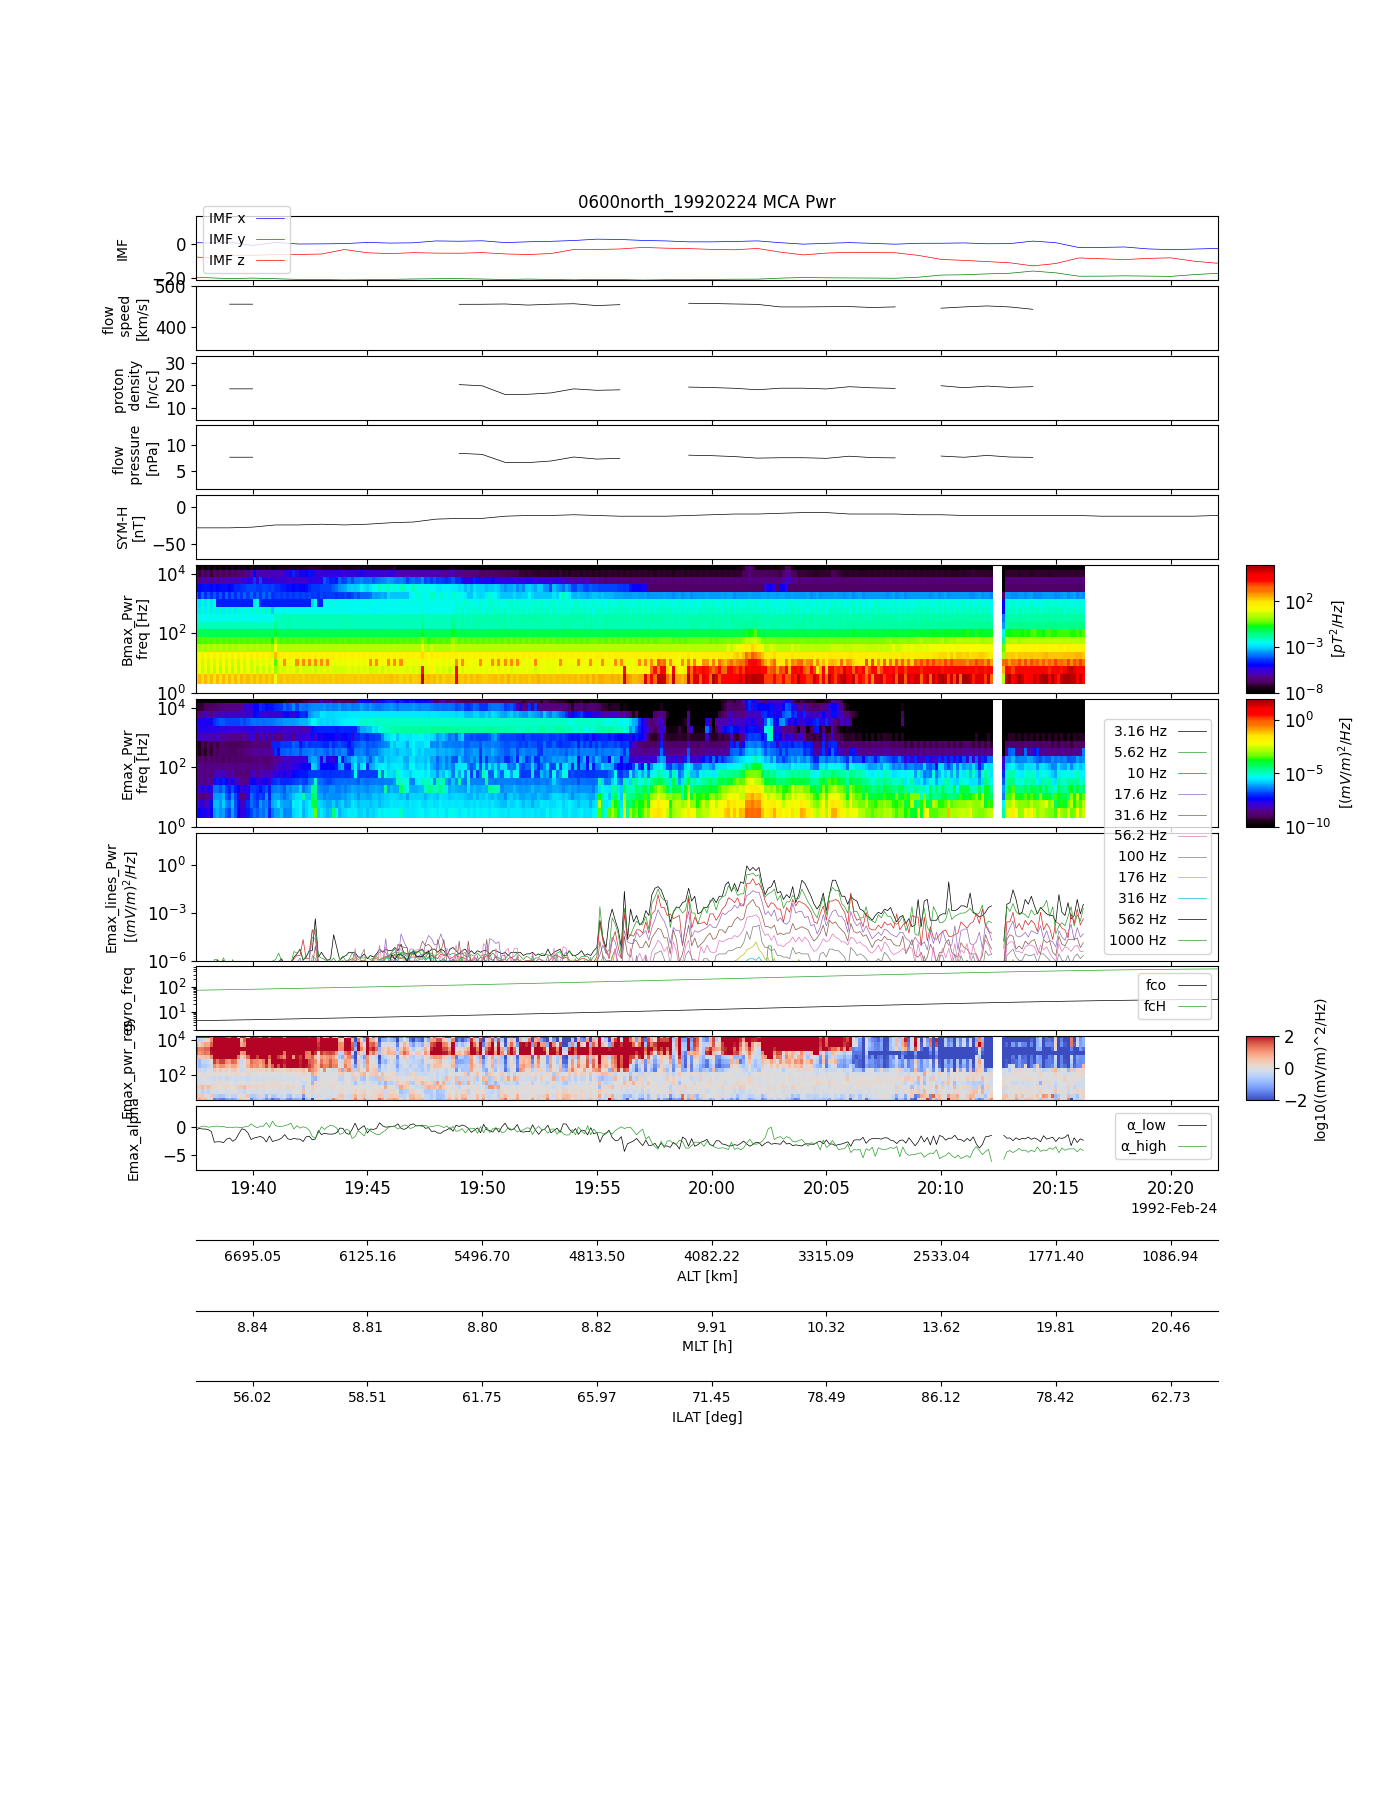 0600north_19920224 MCA Pwr
IMF
0
−20
IMF x
IMF y
IMF z
flow
speed
[km/s]
500
400
proton
density
[n/cc]
30
20
10
flow
pressure
[nPa]
10
5
SYM-H
[nT]
0
−50
Bmax_Pwr
freq [Hz]
10^4
10^2
10^0
10^2
10^−3
10^−8
[pT^2/Hz]
Emax_Pwr
freq [Hz]
10^4
10^2
10^0
10^0
10^−5
10^−10
[(mV/m)^2/Hz]
3.16 Hz
5.62 Hz
10 Hz
17.6 Hz
31.6 Hz
56.2 Hz
100 Hz
176 Hz
316 Hz
562 Hz
1000 Hz
Emax_lines_Pwr
[(mV/m)^2/Hz]
10^0
10^−3
10^−6
gyro_freq
10^2
10^1
fco
fcH
Emax_pwr_reg
10^4
10^2
2
0
−2
log10((mV/m)^2/Hz)
Emax_alpha
0
−5
α_low
α_high
19:40 19:45 19:50 19:55 20:00 20:05 20:10 20:15 20:20
1992-Feb-24
6695.05 6125.16 5496.70 4813.50 4082.22 3315.09 2533.04 1771.40 1086.94
ALT [km]
8.84 8.81 8.80 8.82 9.91 10.32 13.62 19.81 20.46
MLT [h]
56.02 58.51 61.75 65.97 71.45 78.49 86.12 78.42 62.73
ILAT [deg]